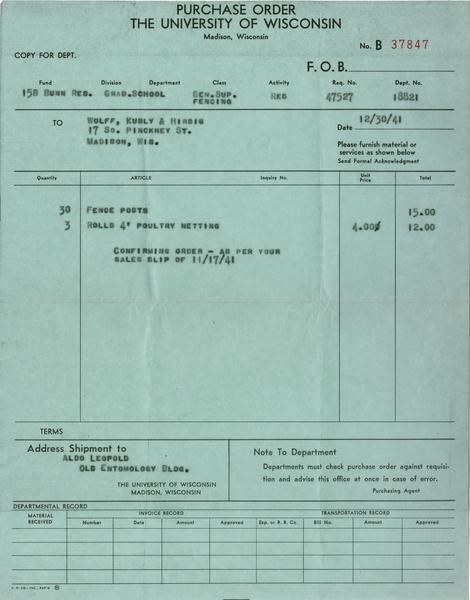 PURCHASE ORDER
THE UNIVERSITY OF WISCONSIN
Madison, Wisconsin
No. B 37847
COPY FOR DEPT.
F. O. B.
Fund Division Department Class Activity Req. No. Dept. No.
158 Bunn Res. Grad.School Gen.Sup. Res 47527 18821
Fencing
TO Wolff, Kubly & Hirsig
17 So. Pinckney St.
Madison, Wis.
12/30/41
Date
Please furnish material or
services as shown below
Send Formal Acknowledgment
Quantity ARTICLE Inquiry No. Unit Price Total
30 Fence posts 15.00
3 Rolls 4' poultry netting 4.00 12.00
Confirming order - as per your
sales slip of 11/17/41
TERMS
Address Shipment to
Aldo Leopold
Old Entomology Bldg.
THE UNIVERSITY OF WISCONSIN
MADISON, WISCONSIN
Note To Department
Departments must check purchase order against requisi-
tion and advise this office at once in case of error.
Purchasing Agent
DEPARTMENTAL RECORD
MATERIAL RECEIVED INVOICE RECORD TRANSPORTATION RECORD
Number Date Amount Approved Exp. or R. R. Co. Bill No. Amount Approved